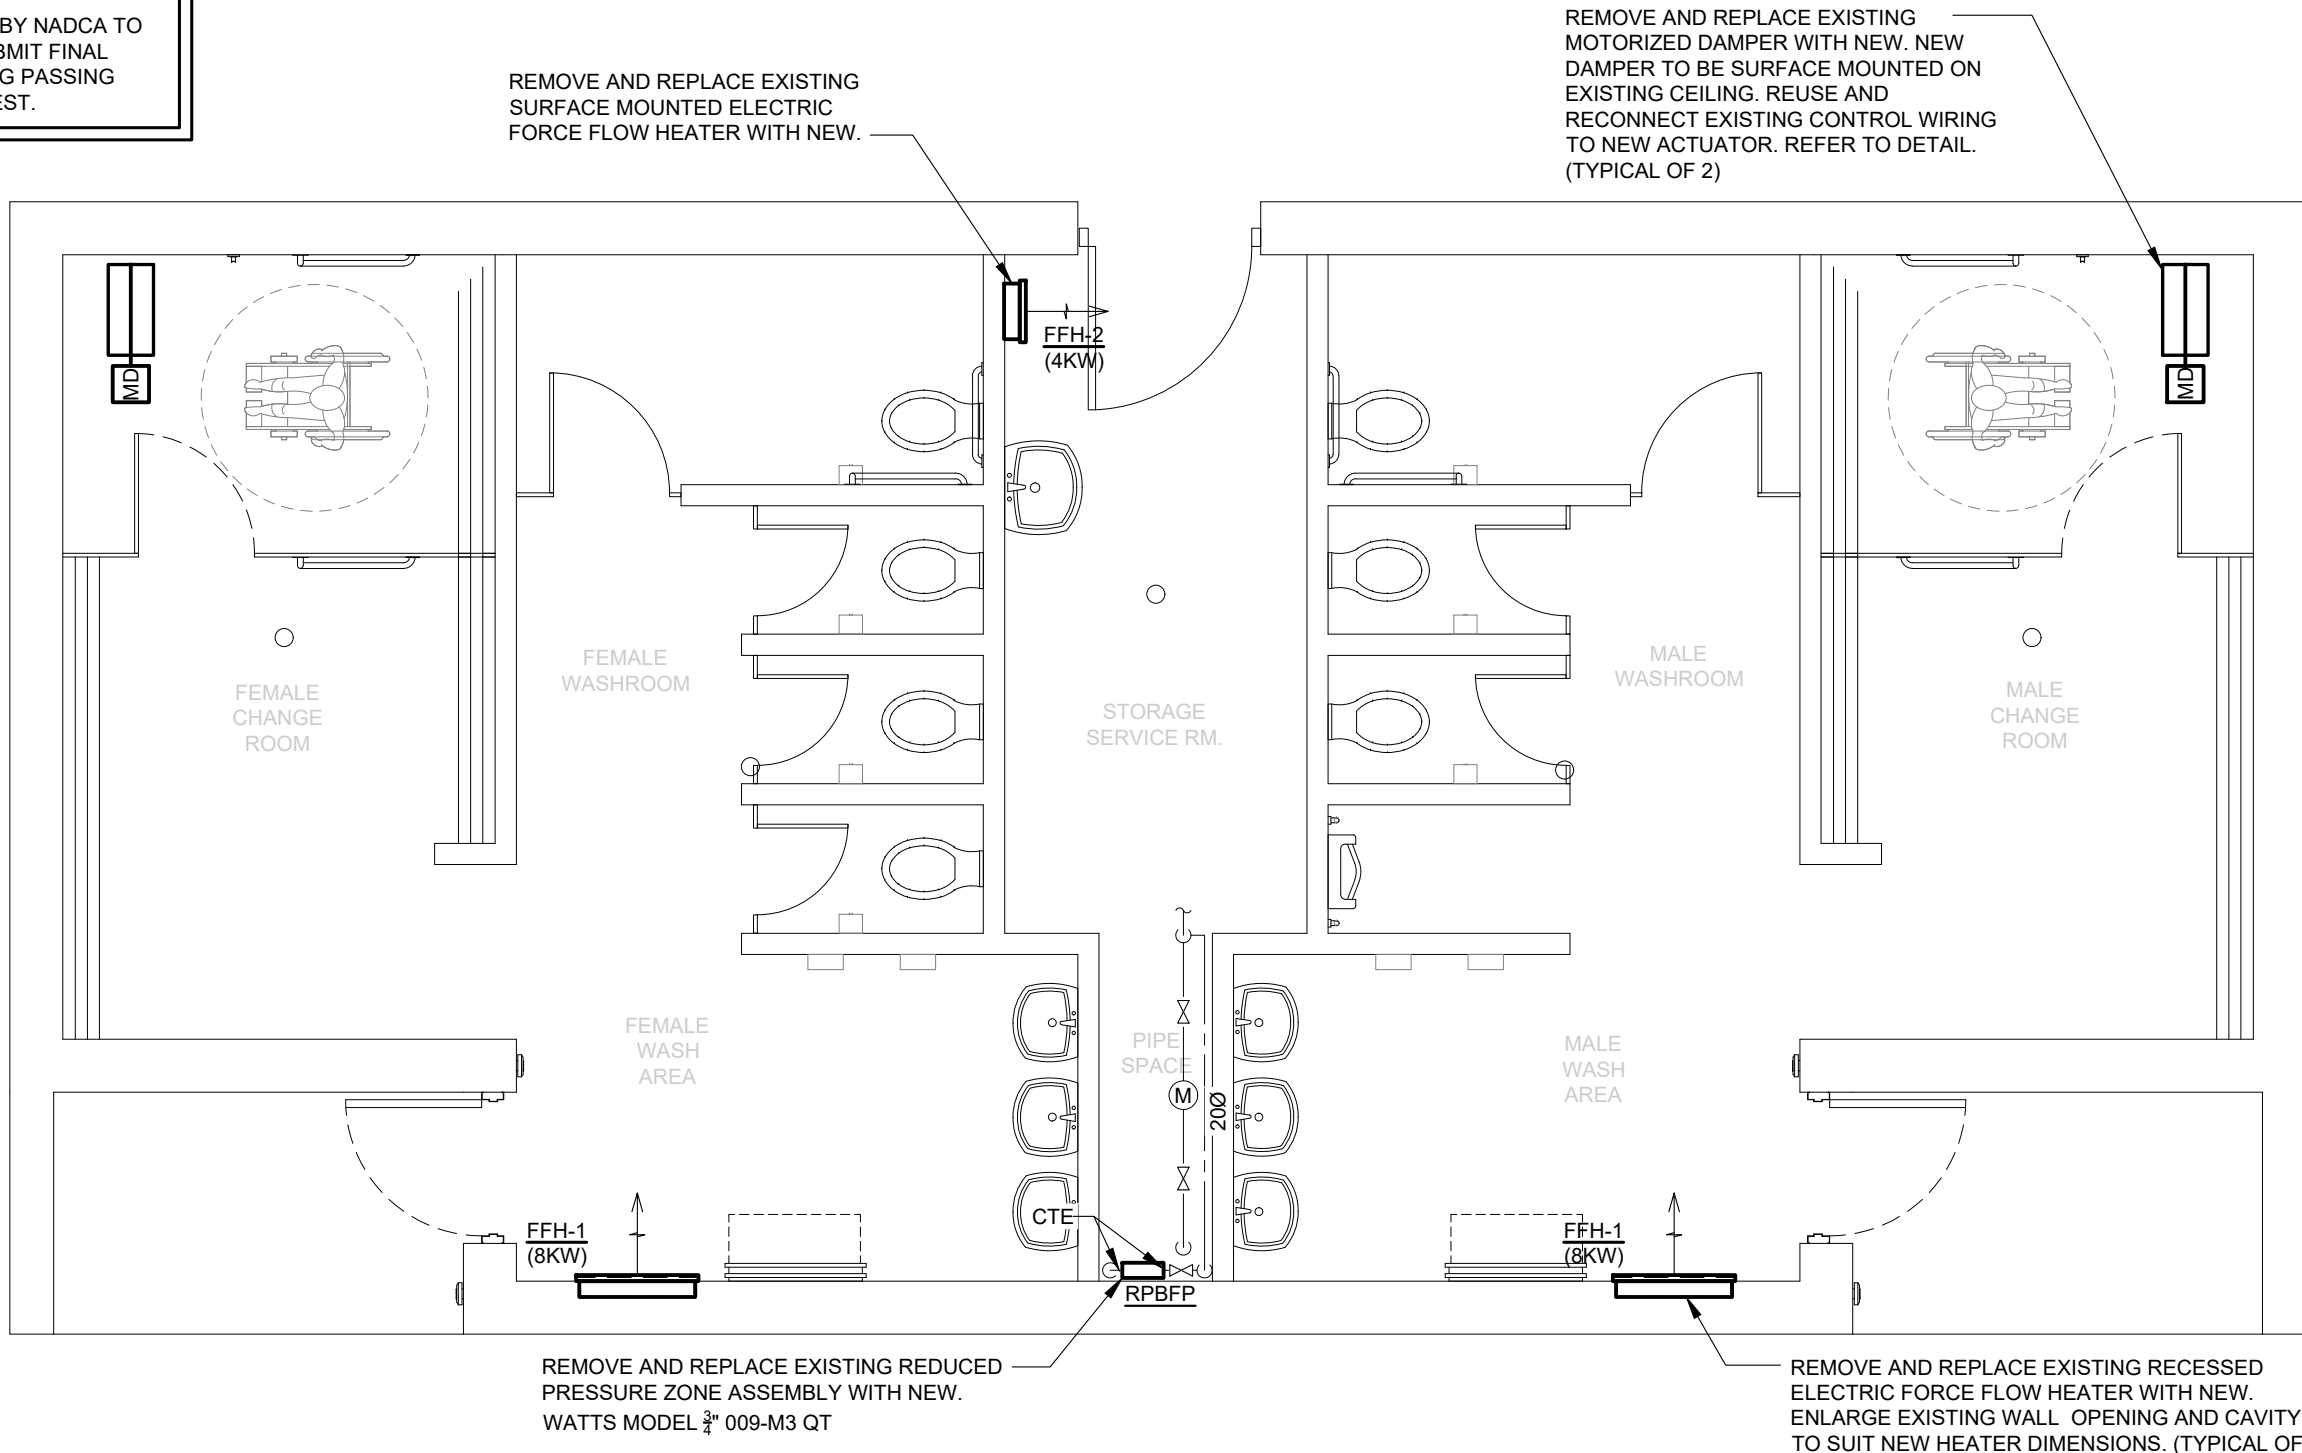 BY NADCA TO
BMIT FINAL
G PASSING
EST.
REMOVE AND REPLACE EXISTING
SURFACE MOUNTED ELECTRIC
FORCE FLOW HEATER WITH NEW.
REMOVE AND REPLACE EXISTING
MOTORIZED DAMPER WITH NEW. NEW
DAMPER TO BE SURFACE MOUNTED ON
EXISTING CEILING. REUSE AND
RECONNECT EXISTING CONTROL WIRING
TO NEW ACTUATOR. REFER TO DETAIL.
(TYPICAL OF 2)
FFH-2
(4KW)
MD
MD
FEMALE
CHANGE
ROOM
FEMALE
WASHROOM
STORAGE
SERVICE RM.
MALE
WASHROOM
MALE
CHANGE
ROOM
FEMALE
WASH
AREA
PIPE
SPACE
M
20Ø
MALE
WASH
AREA
CTE
FFH-1
(8KW)
RPBFP
FFH-1
(8KW)
REMOVE AND REPLACE EXISTING REDUCED
PRESSURE ZONE ASSEMBLY WITH NEW.
WATTS MODEL 3/4" 009-M3 QT
REMOVE AND REPLACE EXISTING RECESSED
ELECTRIC FORCE FLOW HEATER WITH NEW.
ENLARGE EXISTING WALL OPENING AND CAVITY
TO SUIT NEW HEATER DIMENSIONS. (TYPICAL OF